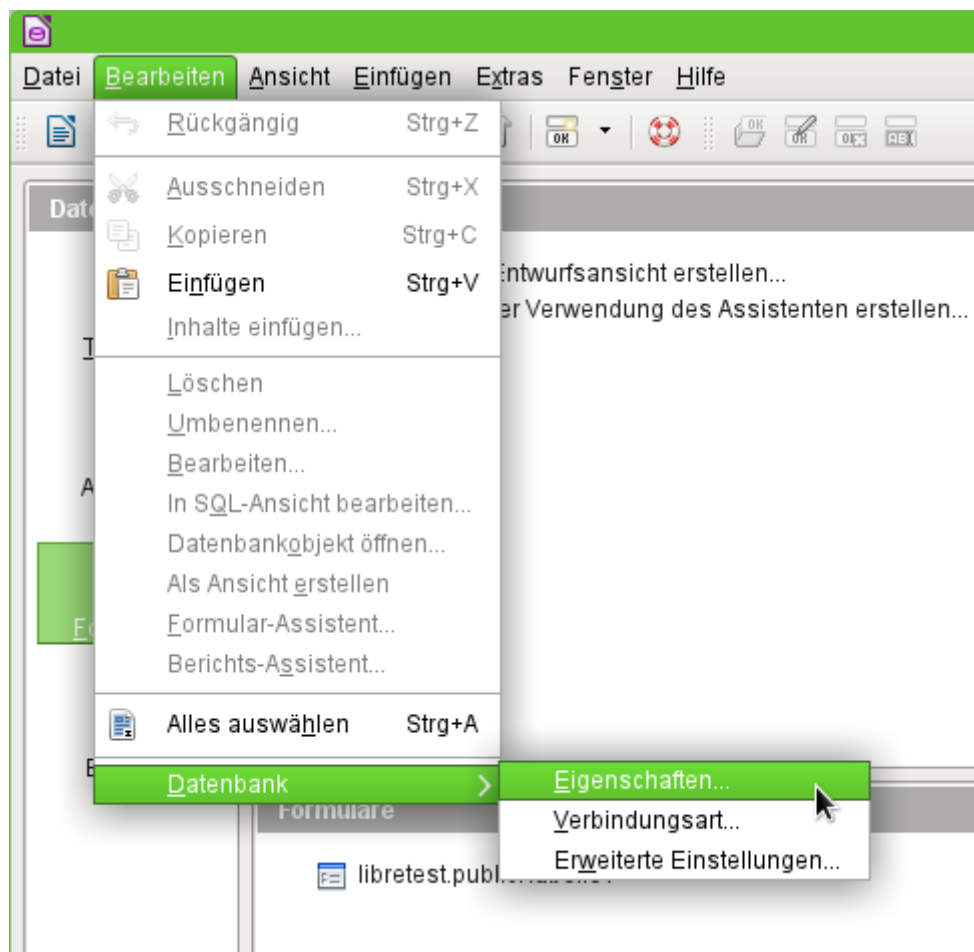 Datei Bearbeiten Ansicht Einfügen Extras Fenster Hilfe
Rückgängig Strg+Z
Ausschneiden Strg+X
Kopieren Strg+C
Einfügen Strg+V
Inhalte einfügen...
Löschen
Umbenennen...
Bearbeiten...
In SQL-Ansicht bearbeiten...
Datenbankobjekt öffnen...
Als Ansicht erstellen
Formular-Assistent...
Berichts-Assistent...
Alles auswählen Strg+A
Datenbank
Eigenschaften...
Verbindungsart...
Erweiterte Einstellungen...
Entwurfsansicht erstellen...
Verwendung des Assistenten erstellen...
Formulare